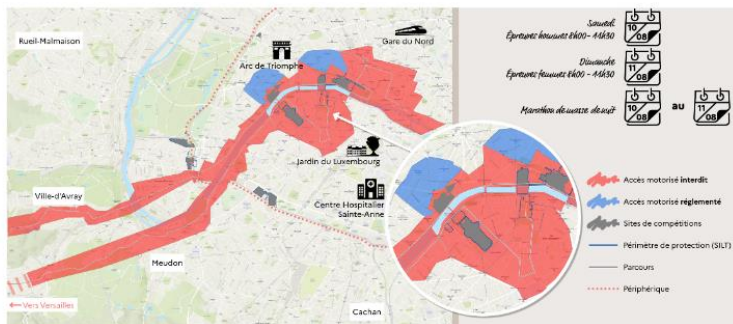 Rueil-Malmaison
Gare du Nord
Arc de Triomphe
Jardin du Luxembourg
Centre Hospitalier
Sainte-Anne
Ville-d'Avray
Meudon
← Vers Versailles
Cachan
Samedi
Épreuves hommes 8h00 - 11h30
10
08
Dimanche
Épreuves femmes 8h00 - 11h30
11
08
Marathon de masse de nuit
10
08
au
11
08
Accès motorisé interdit
Accès motorisé réglementé
Sites de compétitions
Périmètre de protection (SILT)
Parcours
Périphérique